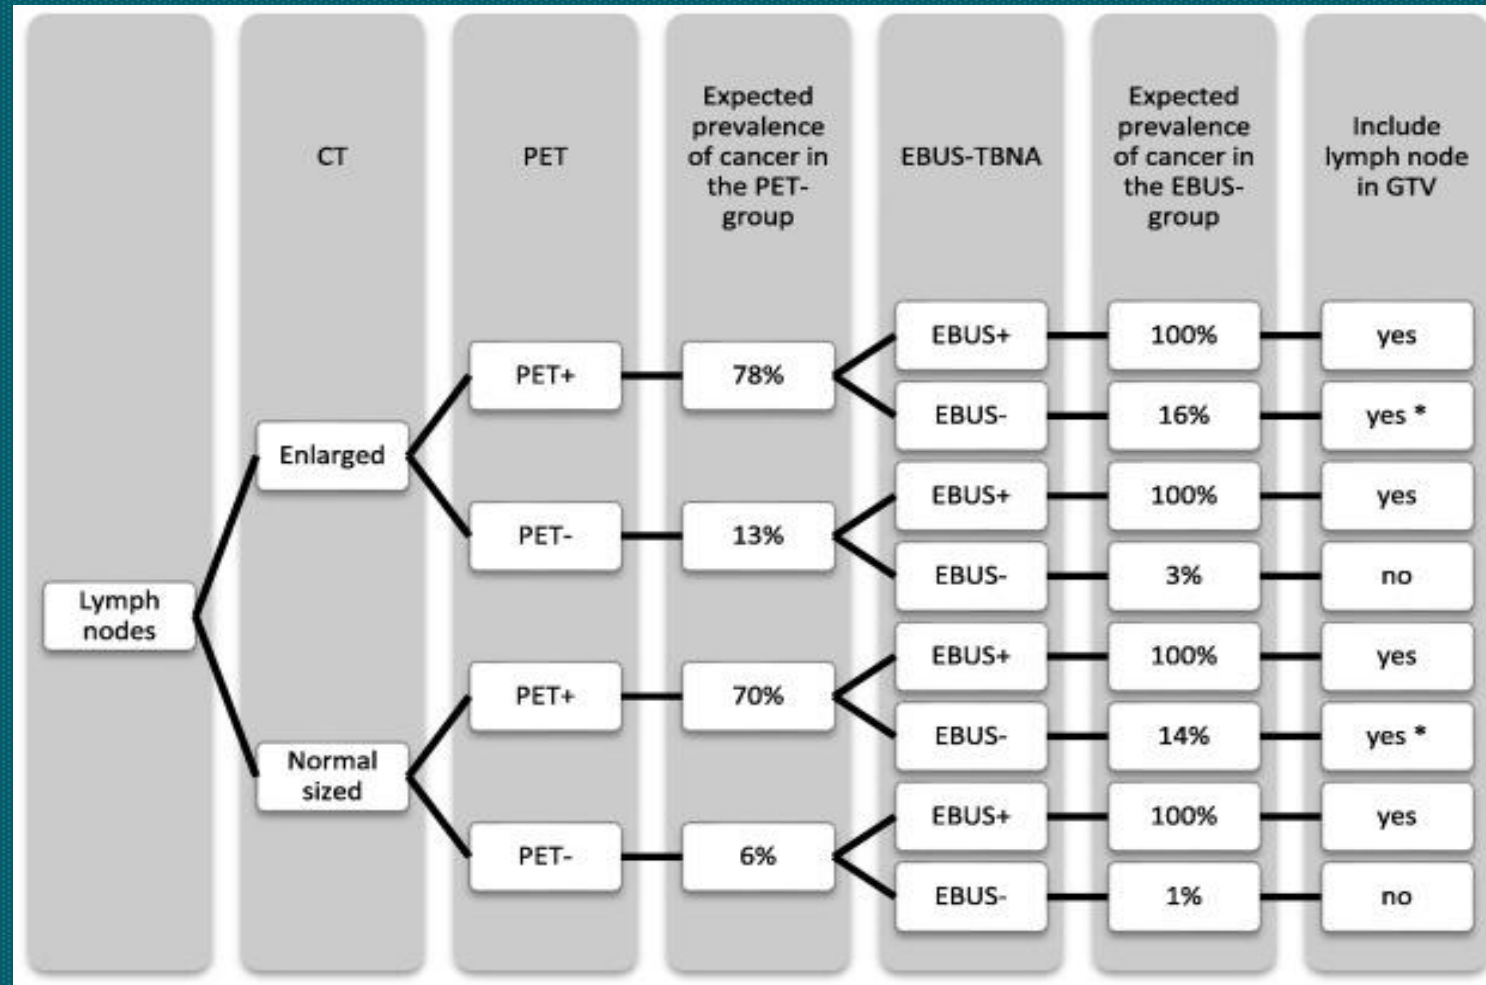 CT
PET
Expected
prevalence
of cancer in
the PET-
group
EBUS-TBNA
Expected
prevalence
of cancer in
the EBUS-
group
Include
lymph node
in GTV
Lymph
nodes
Enlarged
Normal
sized
PET+
PET-
PET+
PET-
78%
13%
70%
6%
EBUS+
100%
yes
EBUS-
16%
yes *
EBUS+
100%
yes
EBUS-
3%
no
EBUS+
100%
yes
EBUS-
14%
yes *
EBUS+
100%
yes
EBUS-
1%
no